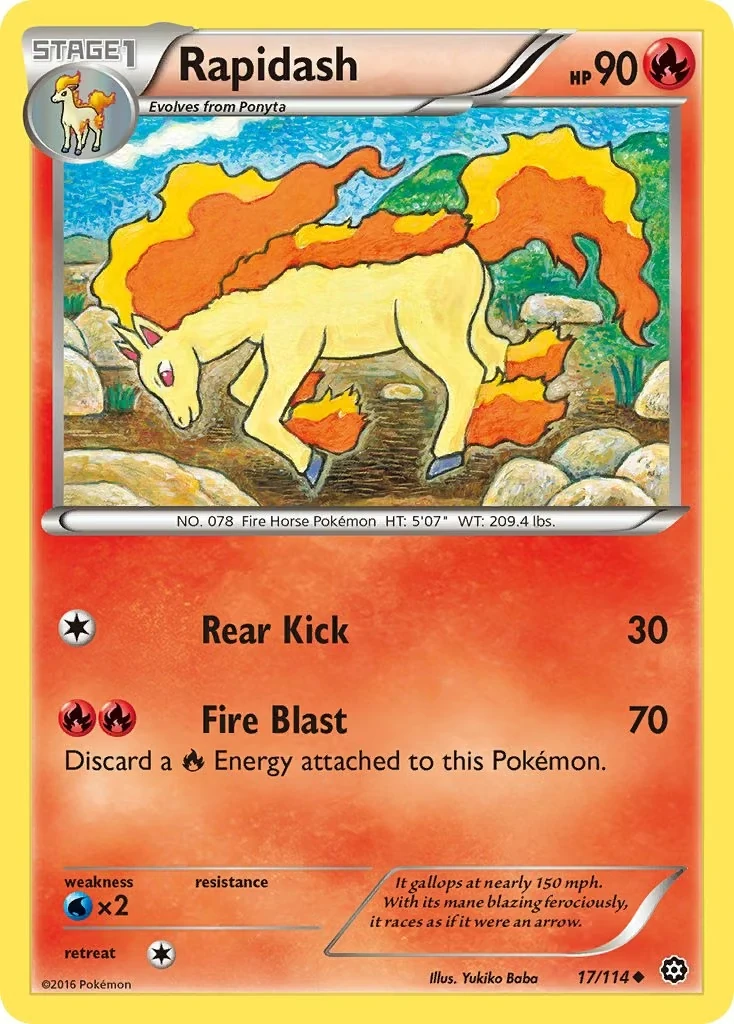 STAGE1
Rapidash
HP 90
Evolves from Ponyta
NO. 078 Fire Horse Pokémon HT: 5'07" WT: 209.4 lbs.
Rear Kick 30
Fire Blast 70
Discard a Energy attached to this Pokémon.
weakness resistance
×2
retreat
It gallops at nearly 150 mph.
With its mane blazing ferociously,
it races as if it were an arrow.
©2016 Pokémon
Illus. Yukiko Baba
17/114